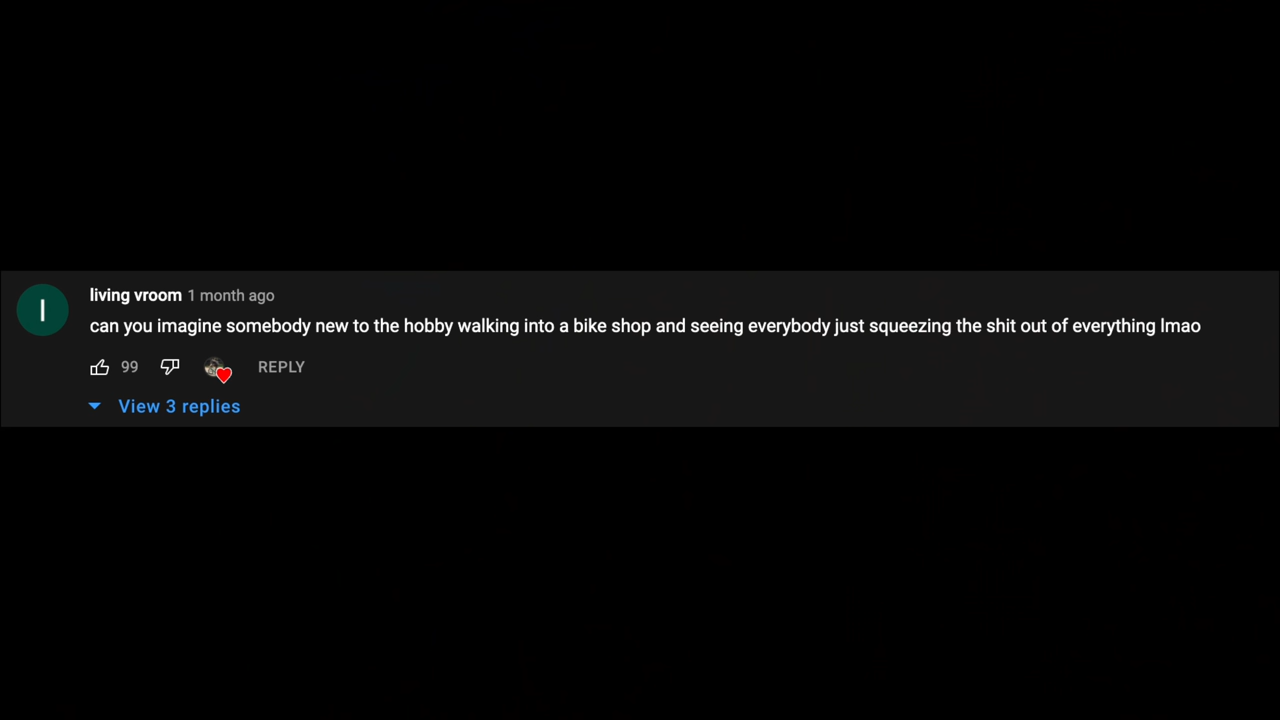 l
living vroom 1 month ago
can you imagine somebody new to the hobby walking into a bike shop and seeing everybody just squeezing the shit out of everything lmao
99 REPLY
View 3 replies